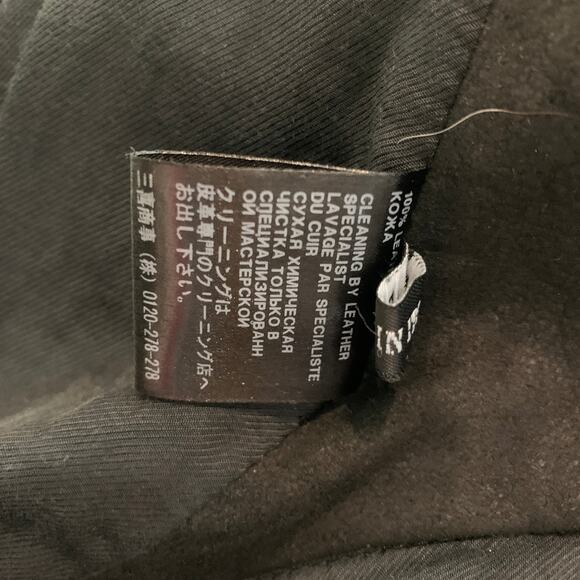 100% LEA
КОЖА
CLEANING BY LEATHER
SPECIALIST
LAVAGE PAR SPECIALISTE
DU CUIR
СУХАЯ ХИМИЧЕСКАЯ
ЧИСТКА ТОЛЬКО В
СПЕЦИАЛИЗИРОВАНН
ОЙ МАСТЕРСКОЙ
クリーニングは
皮革専門のクリーニング店へ
お出し下さい。
三喜商事 (株) 0120-278-278